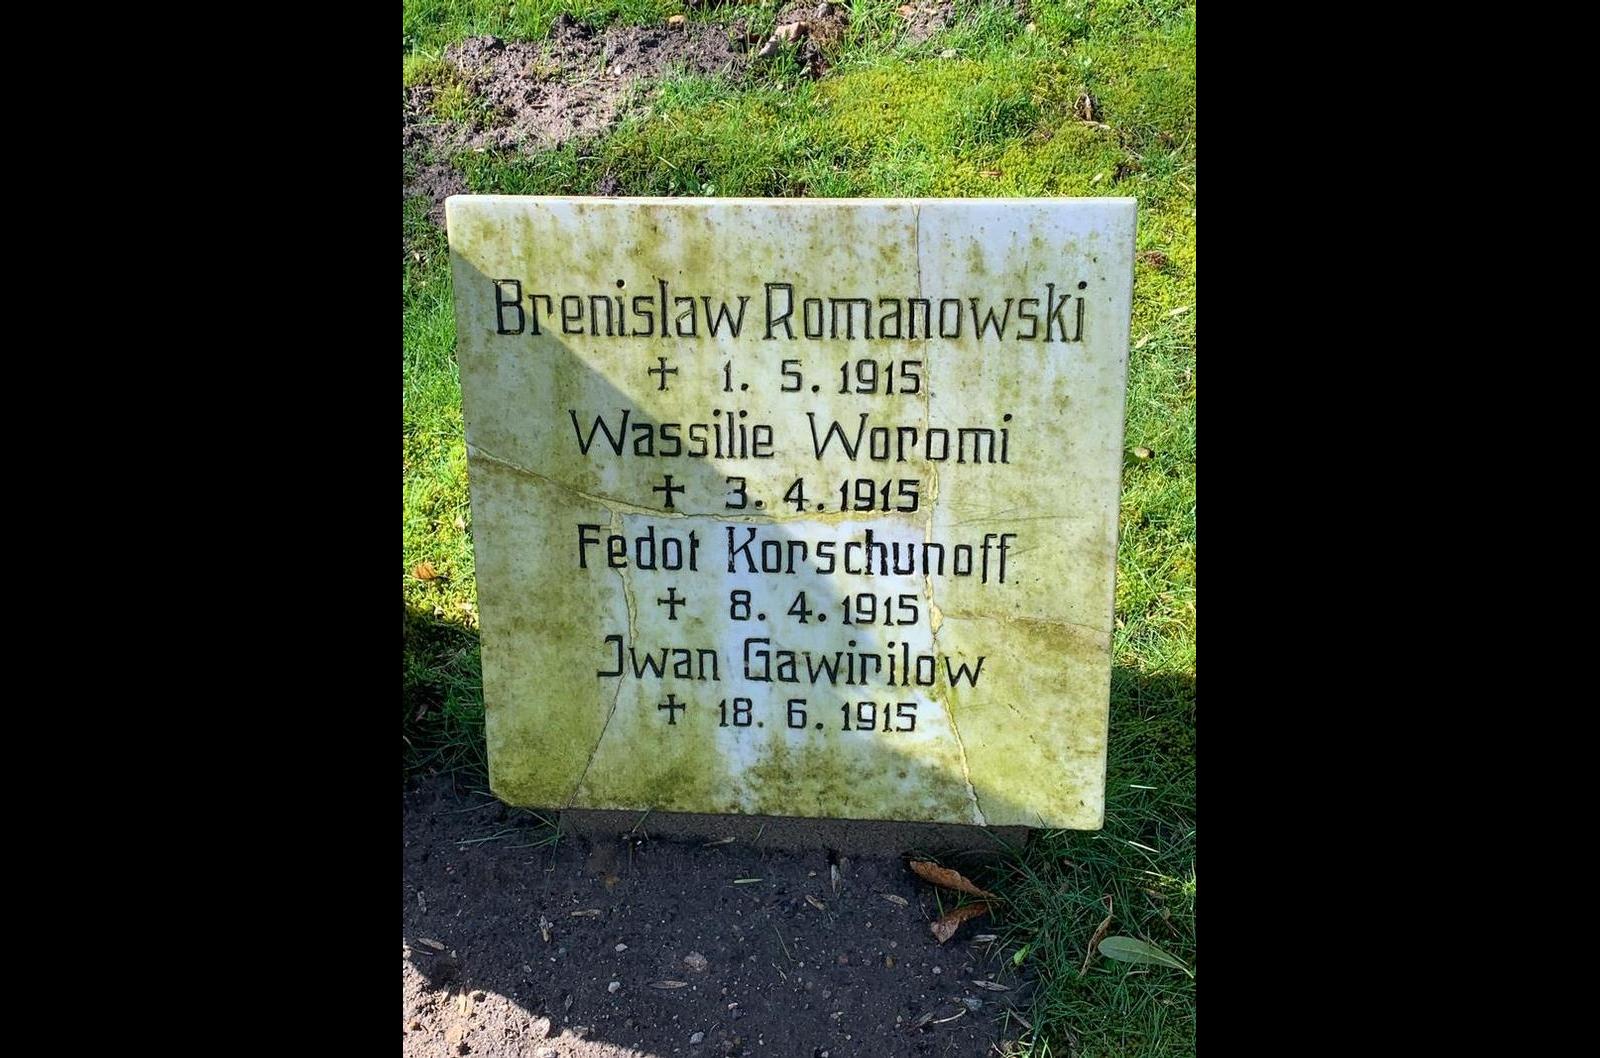 Brenislaw Romanowski
✝ 1. 5. 1915
Wassilie Woromi
✝ 3. 4. 1915
Fedot Korschunoff
✝ 8. 4. 1915
Iwan Gawirilow
✝ 18. 6. 1915